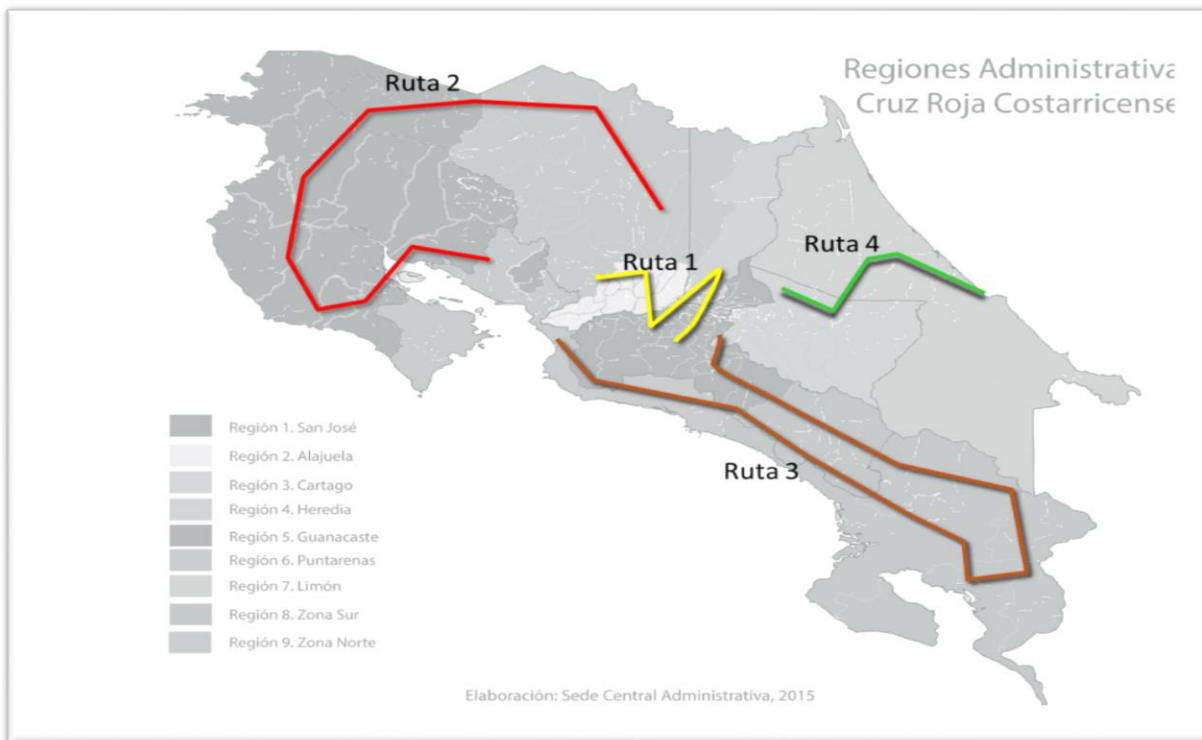 Regiones Administrativa
Cruz Roja Costarricense
Ruta 2
Ruta 1
Ruta 4
Ruta 3
Región 1. San José
Región 2. Alajuela
Región 3. Cartago
Región 4. Heredia
Región 5. Guanacaste
Región 6. Puntarenas
Región 7. Limón
Región 8. Zona Sur
Región 9. Zona Norte
Elaboración: Sede Central Administrativa, 2015